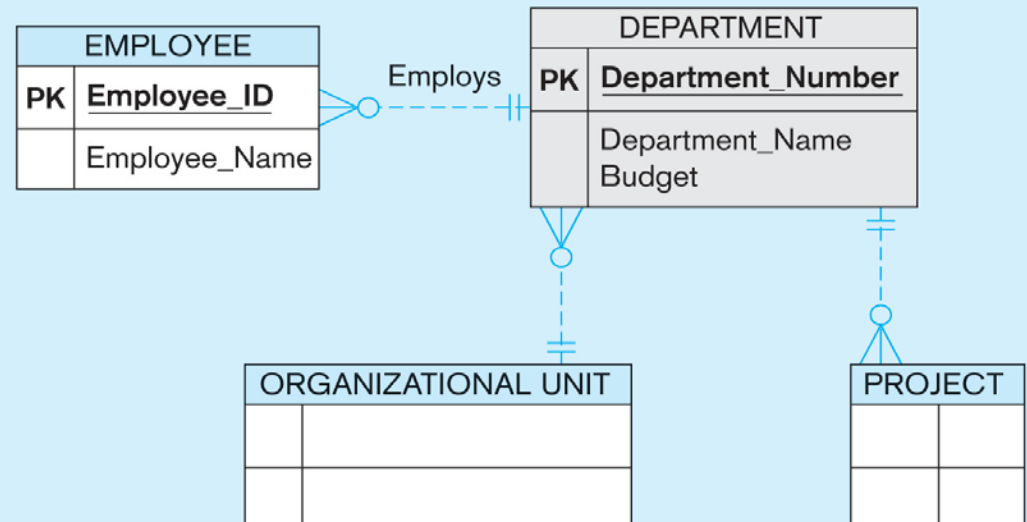 EMPLOYEE
PK Employee_ID
Employee_Name
Employs
DEPARTMENT
PK Department_Number
Department_Name
Budget
ORGANIZATIONAL UNIT
PROJECT